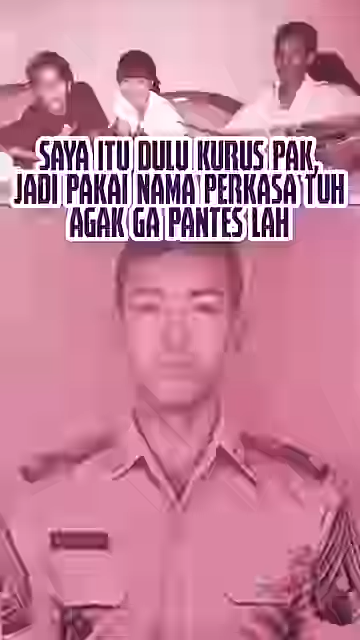 SAYA ITU DULU KURUS PAK,
JADI PAKAI NAMA PERKASA TUH
AGAK GA PANTES LAH